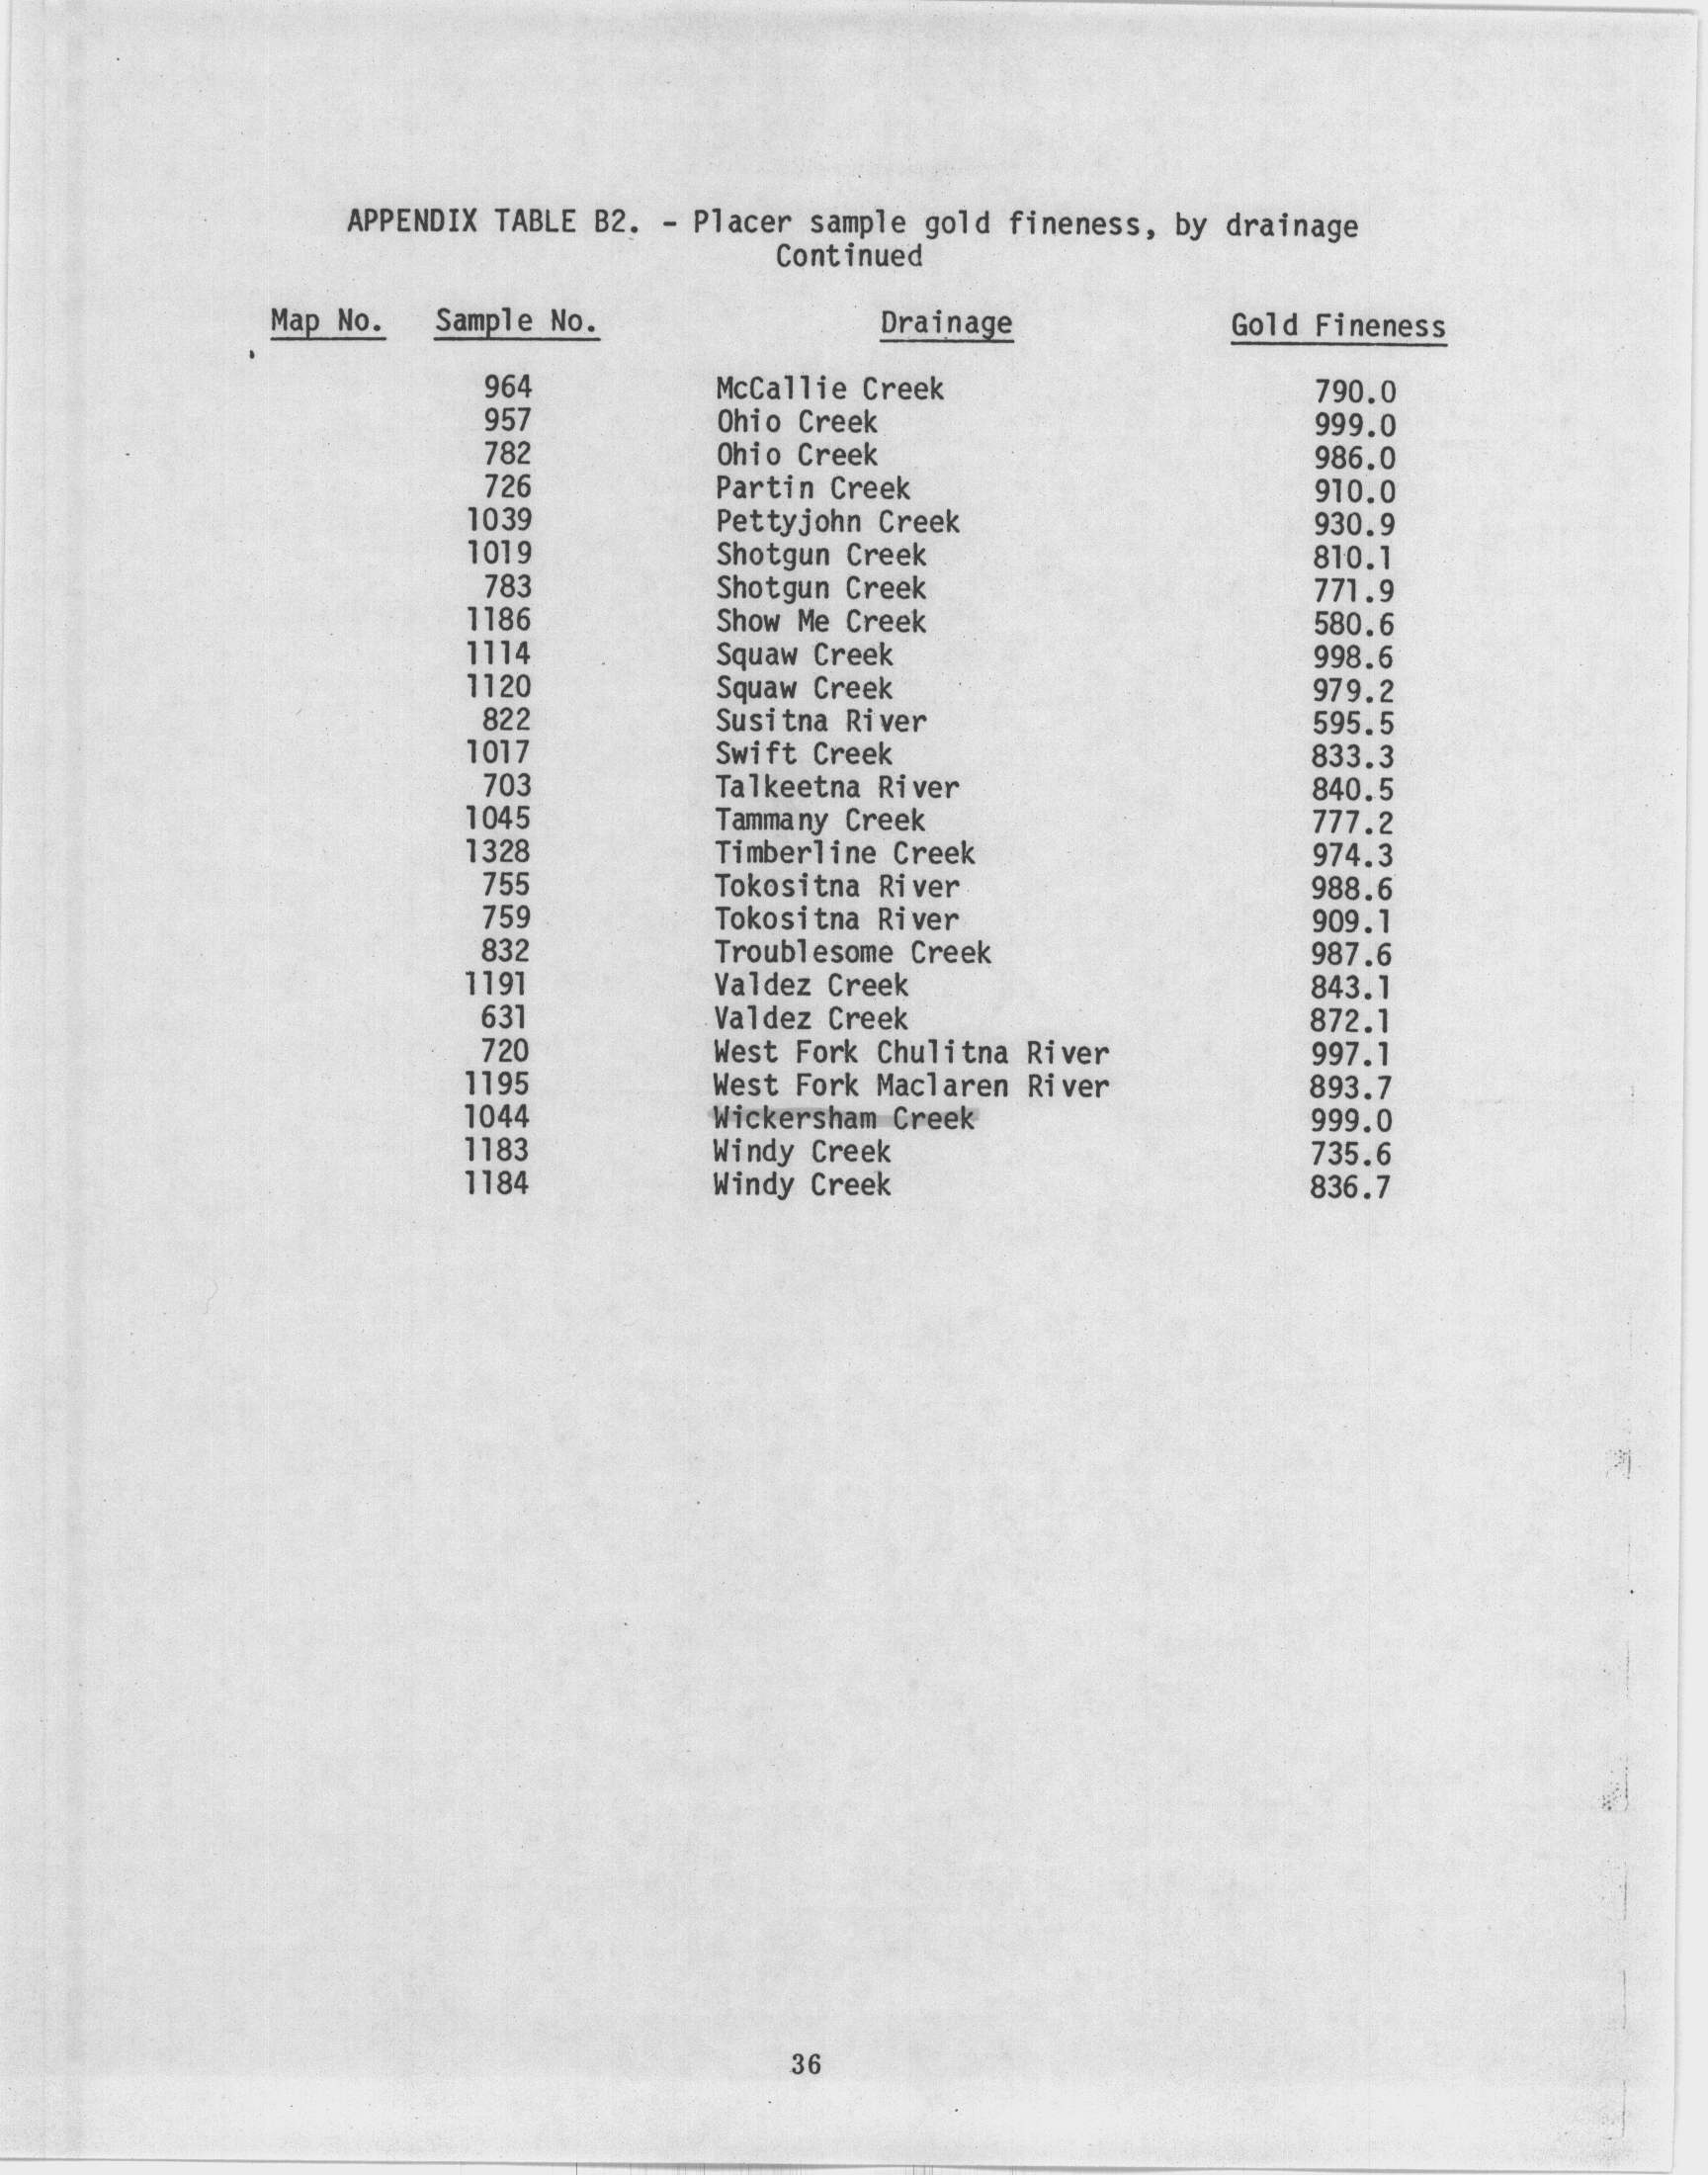 APPENDIX TABLE B2. - Placer sample gold fineness, by drainage
Continued
Map No. Sample No. Drainage Gold Fineness
964 McCallie Creek 790.0
957 Ohio Creek 999.0
782 Ohio Creek 986.0
726 Partin Creek 910.0
1039 Pettyjohn Creek 930.9
1019 Shotgun Creek 810.1
783 Shotgun Creek 771.9
1186 Show Me Creek 580.6
1114 Squaw Creek 998.6
1120 Squaw Creek 979.2
822 Susitna River 595.5
1017 Swift Creek 833.3
703 Talkeetna River 840.5
1045 Tammany Creek 777.2
1328 Timberline Creek 974.3
755 Tokositna River 988.6
759 Tokositna River 909.1
832 Troublesome Creek 987.6
1191 Valdez Creek 843.1
631 Valdez Creek 872.1
720 West Fork Chulitna River 997.1
1195 West Fork Maclaren River 893.7
1044 Wickersham Creek 999.0
1183 Windy Creek 735.6
1184 Windy Creek 836.7
36